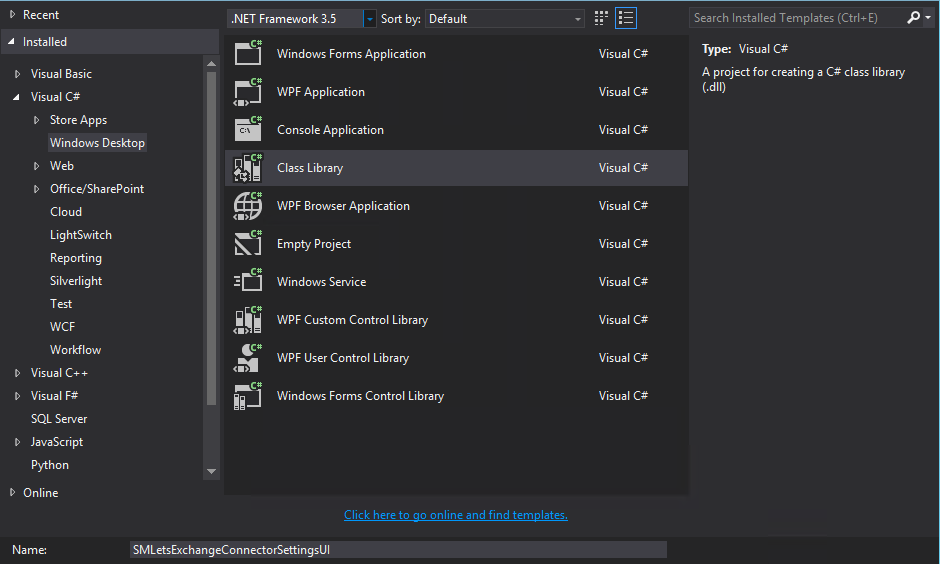 Recent
Installed
Visual Basic
Visual C#
Store Apps
Windows Desktop
Web
Office/SharePoint
Cloud
LightSwitch
Reporting
Silverlight
Test
WCF
Workflow
Visual C++
Visual F#
SQL Server
JavaScript
Python
Online
.NET Framework 3.5 Sort by: Default
C# Windows Forms Application Visual C#
C# WPF Application Visual C#
C# C:\ Console Application Visual C#
C# Class Library Visual C#
C# WPF Browser Application Visual C#
C# Empty Project Visual C#
C# Windows Service Visual C#
C# WPF Custom Control Library Visual C#
C# WPF User Control Library Visual C#
C# Windows Forms Control Library Visual C#
Click here to go online and find templates.
Search Installed Templates (Ctrl+E)
Type: Visual C#
A project for creating a C# class library
(.dll)
Name: SMLetsExchangeConnectorSettingsUI